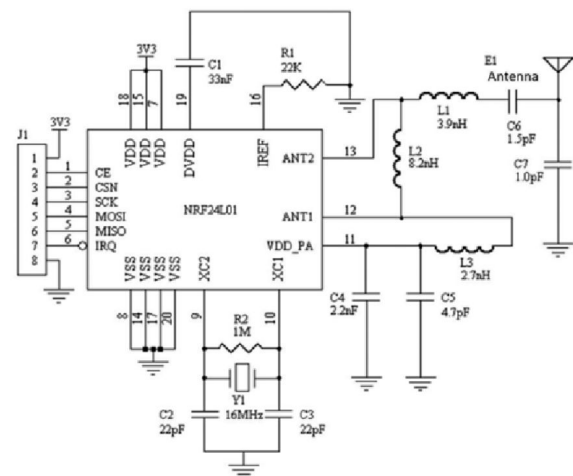 3V3
C1
33nF
R1
22K
E1
Antenna
18
15
7
19
16
J1
3V3
L1
3.9nH
C6
1.5pF
VDD
VDD
VDD
DVDD
IREF
ANT2
13
L2
8.2nH
C7
1.0pF
1
2
3
4
5
6
7
8
1
2
3
4
5
6
CE
CSN
SCK
MOSI
MISO
IRQ
NRF24L01
ANT1
12
VDD_PA
11
L3
2.7nH
VSS
VSS
VSS
VSS
XC2
XC1
8
14
17
20
9
10
C4
2.2nF
C5
4.7pF
R2
1M
Y1
16MHz
C2
22pF
C3
22pF